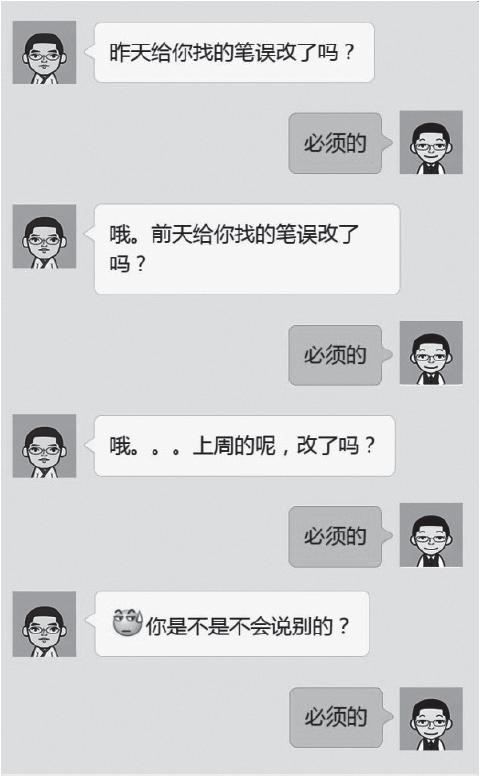 昨天给你找的笔误改了吗？
必须的
哦。前天给你找的笔误改了
吗？
必须的
哦。。。上周的呢，改了吗？
必须的
你是不是不会说别的？
必须的